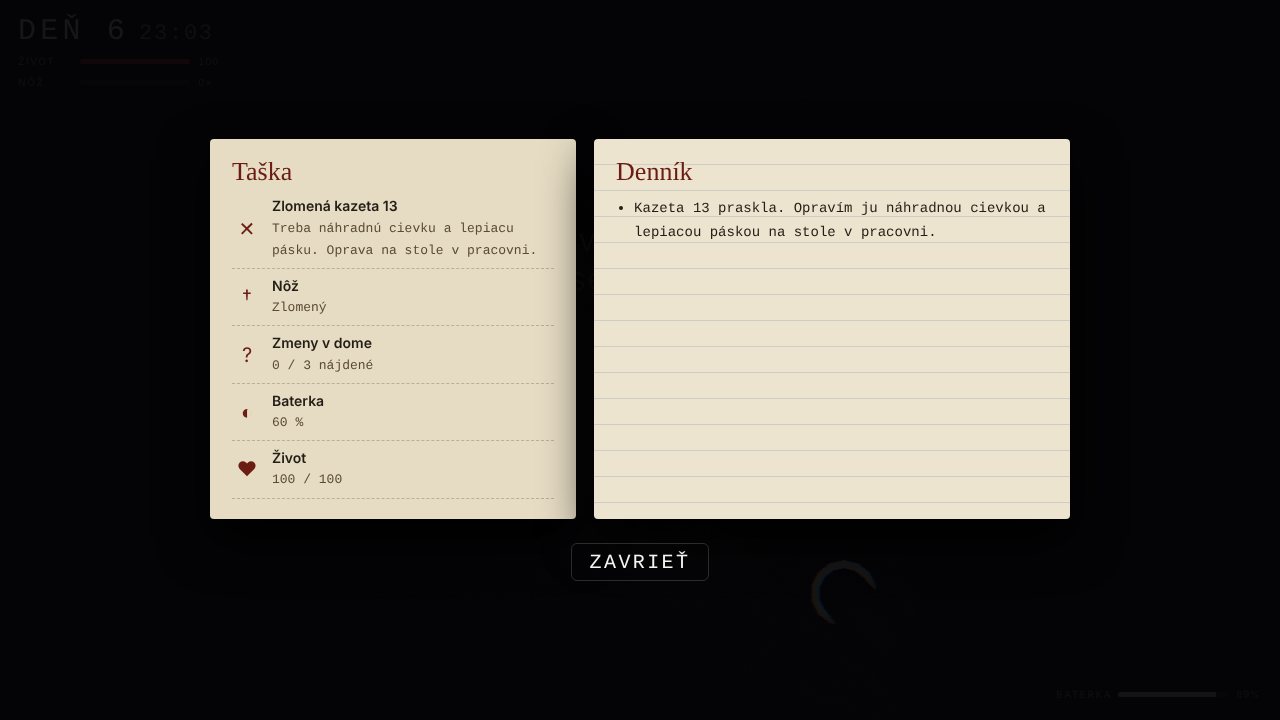 DEŇ 6 23:03
ŽIVOT 100
NÔŽ 0×
Taška
Zlomená kazeta 13
Treba náhradnú cievku a lepiacu
pásku. Oprava na stole v pracovni.
Nôž
Zlomený
Zmeny v dome
0 / 3 nájdené
Baterka
60 %
Život
100 / 100
Denník
Kazeta 13 praskla. Opravím ju náhradnou cievkou a
lepiacou páskou na stole v pracovni.
ZAVRIEŤ
BATERKA 89%